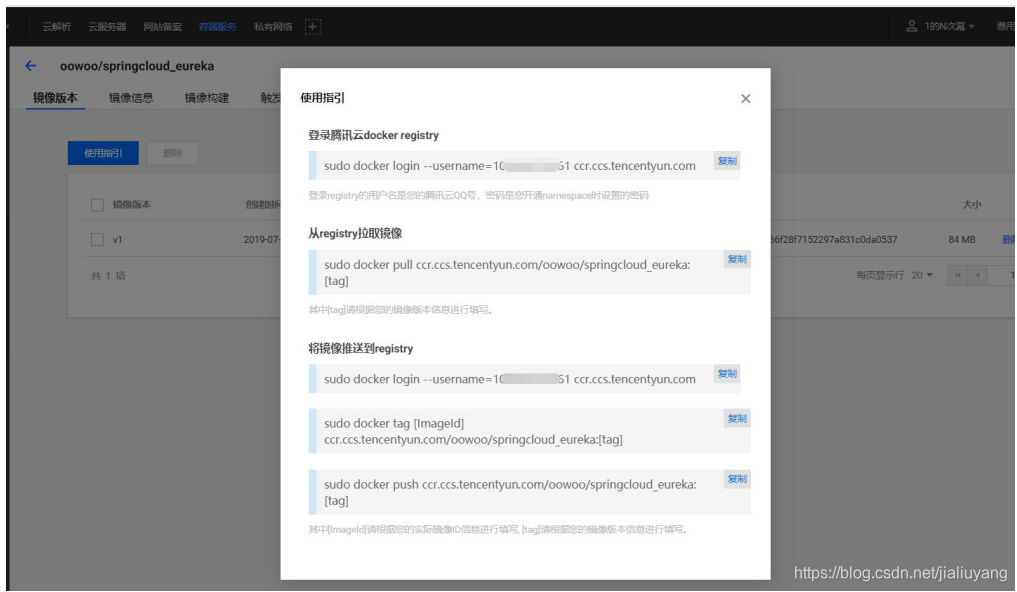 云解析 云服务器 网站备案 容器服务 私有网络 1的N次幂 费用
oowoo/springcloud_eureka
镜像版本 镜像信息 镜像构建 触发
使用指引
登录腾讯云docker registry
sudo docker login --username=10 61 ccr.ccs.tencentyun.com 复制
登录registry的用户名是您的腾讯云QQ号，密码是您开通namespace时设置的密码
从registry拉取镜像
sudo docker pull ccr.ccs.tencentyun.com/oowoo/springcloud_eureka: 复制
[tag]
其中[tag]请根据您的镜像版本信息进行填写。
将镜像推送到registry
sudo docker login --username=10 61 ccr.ccs.tencentyun.com 复制
sudo docker tag [ImageId] 复制
ccr.ccs.tencentyun.com/oowoo/springcloud_eureka:[tag]
sudo docker push ccr.ccs.tencentyun.com/oowoo/springcloud_eureka: 复制
[tag]
其中[ImageId]请根据您的实际镜像ID信息进行填写, [tag]请根据您的镜像版本信息进行填写。
使用指引 删除
镜像版本 创建时间 大小
v1 2019-07- 66f28f7152297a831c0da0537 84 MB 删除
共 1 项 每页显示行 20 1
https://blog.csdn.net/jialiuyang